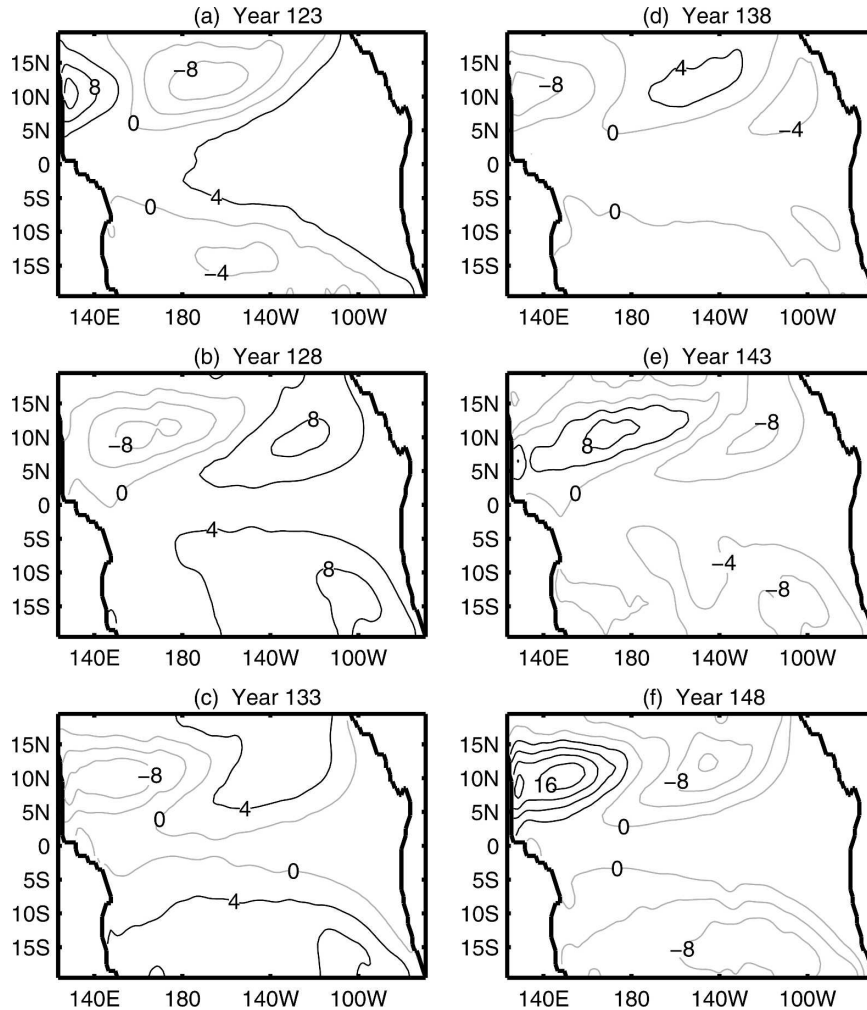 (a) Year 123
15N
10N
5N
0
5S
10S
15S
8
−8
0
4
0
−4
140E 180 140W 100W
(d) Year 138
15N
10N
5N
0
5S
10S
15S
−8
4
0
−4
0
140E 180 140W 100W
(b) Year 128
15N
10N
5N
0
5S
10S
15S
8
−8
0
4
8
140E 180 140W 100W
(e) Year 143
15N
10N
5N
0
5S
10S
15S
−8
8
0
−4
−8
140E 180 140W 100W
(c) Year 133
15N
10N
5N
0
5S
10S
15S
−8
0
4
0
4
140E 180 140W 100W
(f) Year 148
15N
10N
5N
0
5S
10S
15S
16
−8
0
0
−8
140E 180 140W 100W